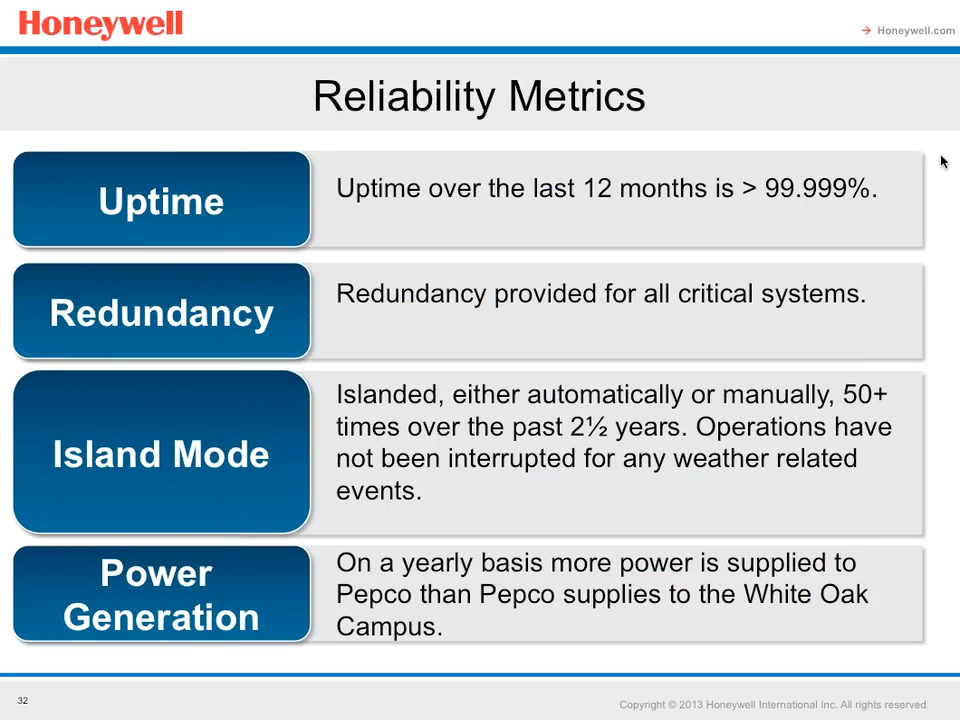 Honeywell
Honeywell.com
Reliability Metrics
Uptime
Uptime over the last 12 months is > 99.999%.
Redundancy
Redundancy provided for all critical systems.
Island Mode
Islanded, either automatically or manually, 50+
times over the past 2½ years. Operations have
not been interrupted for any weather related
events.
Power
Generation
On a yearly basis more power is supplied to
Pepco than Pepco supplies to the White Oak
Campus.
32
Copyright © 2013 Honeywell International Inc. All rights reserved.